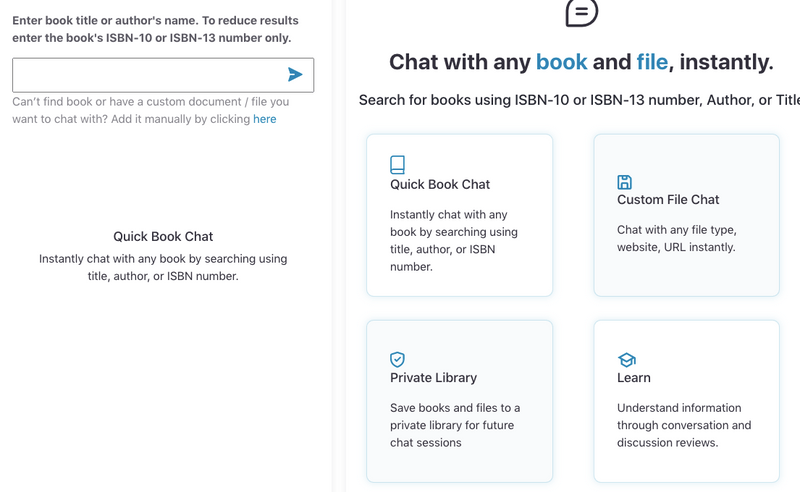 Enter book title or author's name. To reduce results
enter the book's ISBN-10 or ISBN-13 number only.
Can't find book or have a custom document / file you
want to chat with? Add it manually by clicking here
Quick Book Chat
Instantly chat with any book by searching using
title, author, or ISBN number.
Chat with any book and file, instantly.
Search for books using ISBN-10 or ISBN-13 number, Author, or Title
Quick Book Chat
Instantly chat with any
book by searching using
title, author, or ISBN
number.
Custom File Chat
Chat with any file type,
website, URL instantly.
Private Library
Save books and files to a
private library for future
chat sessions
Learn
Understand information
through conversation and
discussion reviews.